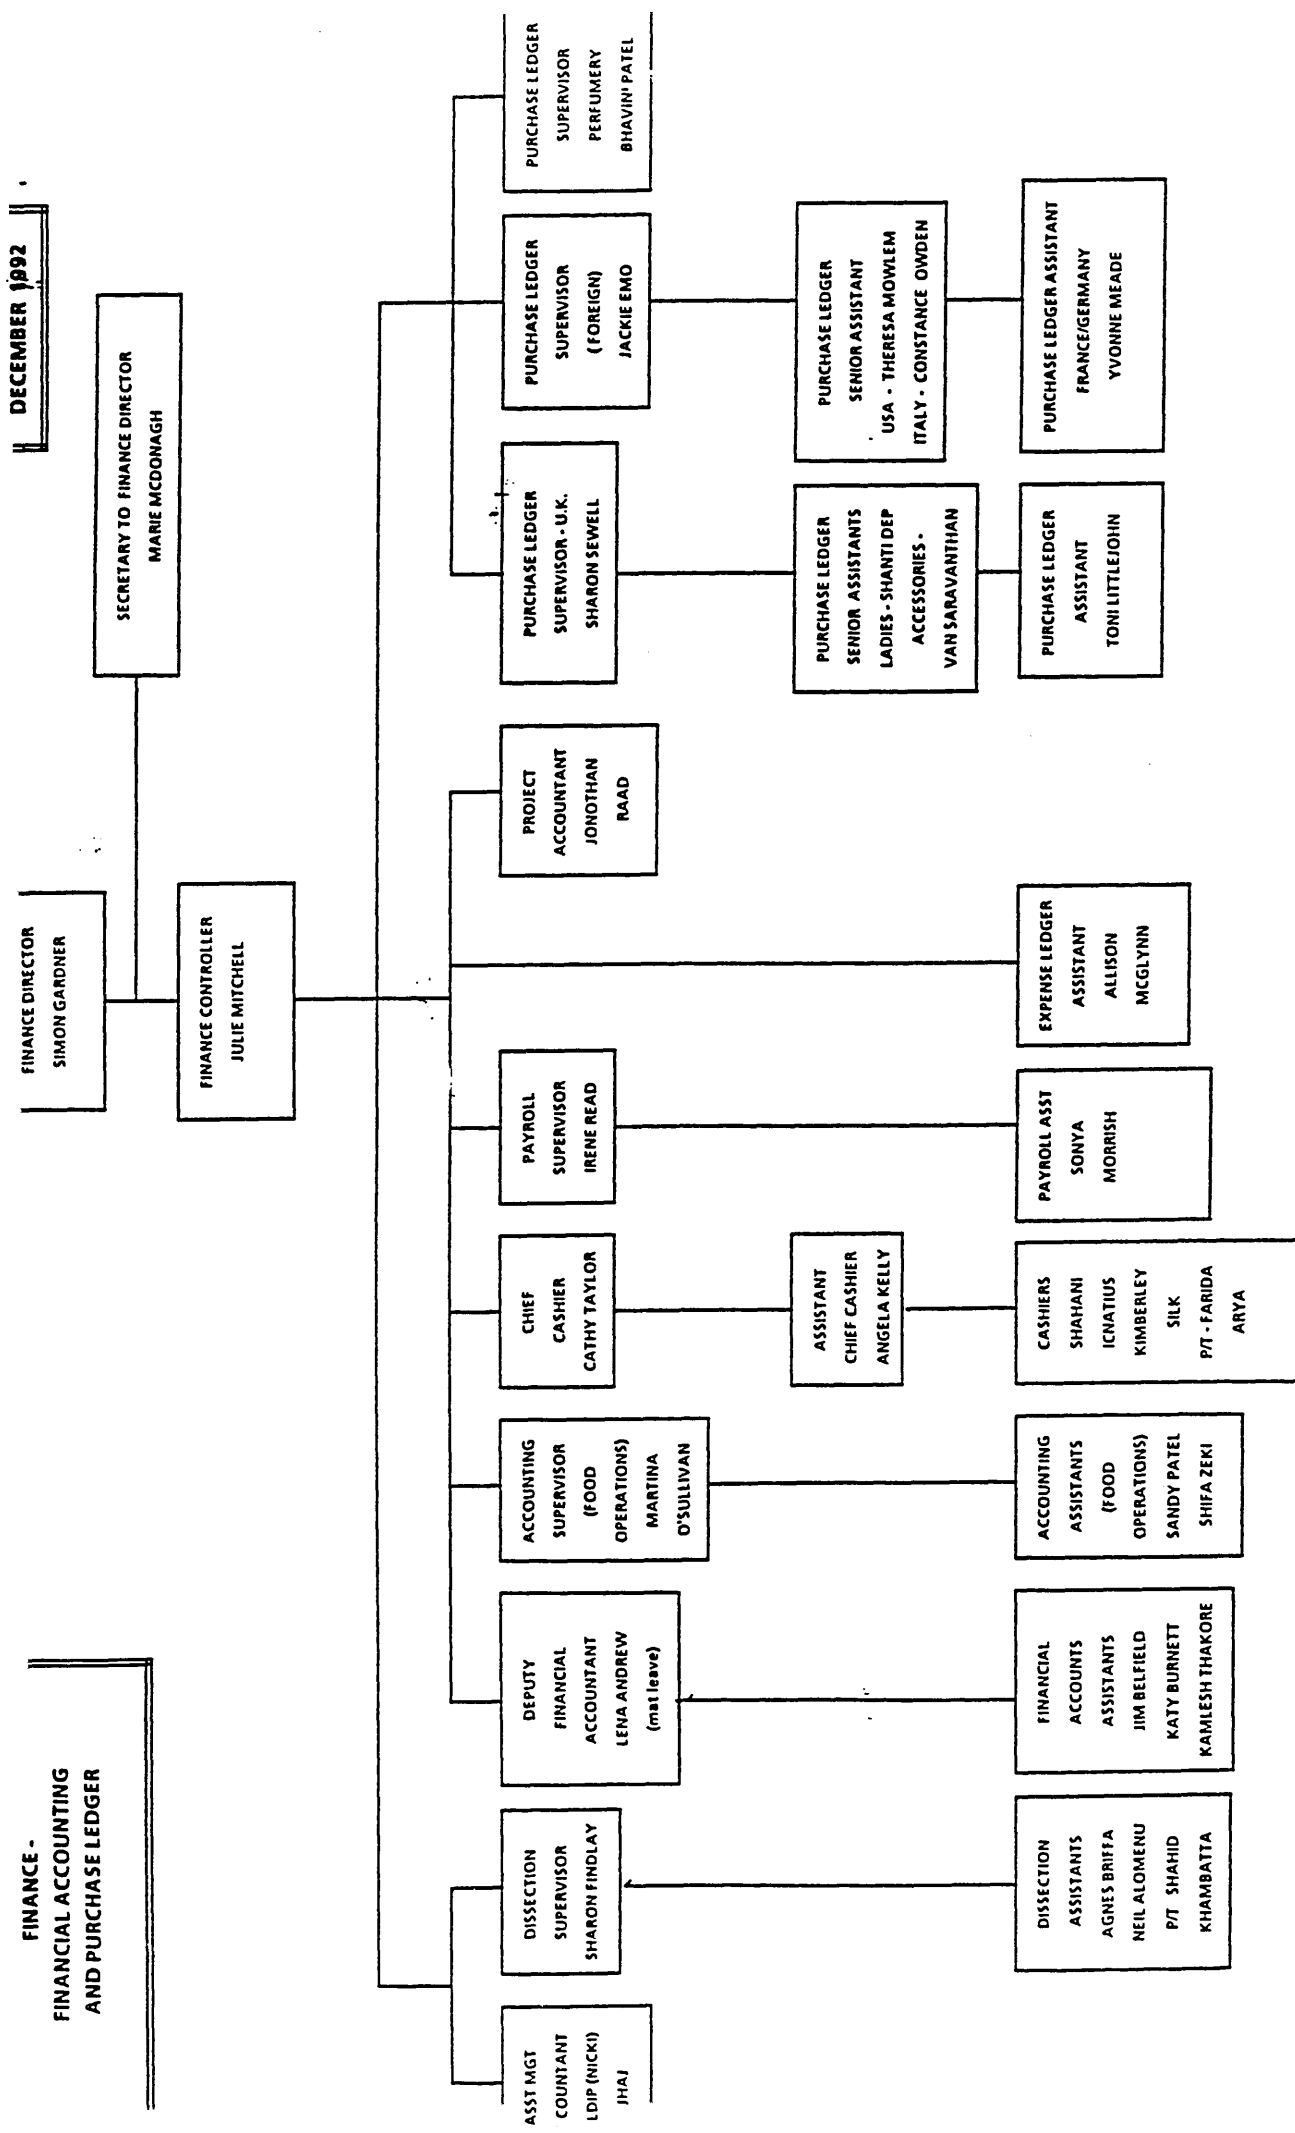 FINANCE -
FINANCIAL ACCOUNTING
AND PURCHASE LEDGER
DECEMBER 1992
FINANCE DIRECTOR
SIMON GARDNER
SECRETARY TO FINANCE DIRECTOR
MARIE MCDONAGH
FINANCE CONTROLLER
JULIE MITCHELL
ASST MGT
COUNTANT
LDIP (NICKI)
JHAJ
DISSECTION
SUPERVISOR
SHARON FINDLAY
DEPUTY
FINANCIAL
ACCOUNTANT
LENA ANDREW
(mat leave)
ACCOUNTING
SUPERVISOR
(FOOD
OPERATIONS)
MARTINA
O'SULLIVAN
CHIEF
CASHIER
CATHY TAYLOR
PAYROLL
SUPERVISOR
IRENE READ
PROJECT
ACCOUNTANT
JONOTHAN
RAAD
PURCHASE LEDGER
SUPERVISOR - U.K.
SHARON SEWELL
PURCHASE LEDGER
SUPERVISOR
(FOREIGN)
JACKIE EMO
PURCHASE LEDGER
SUPERVISOR
PERFUMERY
BHAVIN' PATEL
ASSISTANT
CHIEF CASHIER
ANGELA KELLY
PURCHASE LEDGER
SENIOR ASSISTANTS
LADIES - SHANTI DEP
ACCESSORIES -
VAN SARAVANTHAN
PURCHASE LEDGER
SENIOR ASSISTANT
USA - THERESA MOWLEM
ITALY - CONSTANCE OWDEN
DISSECTION
ASSISTANTS
AGNES BRIFFA
NEIL ALOMENU
P/T SHAHID
KHAMBATTA
FINANCIAL
ACCOUNTS
ASSISTANTS
JIM BELFIELD
KATY BURNETT
KAMLESH THAKORE
ACCOUNTING
ASSISTANTS
(FOOD
OPERATIONS)
SANDY PATEL
SHIFA ZEKI
CASHIERS
SHAHANI
ICNATIUS
KIMBERLEY
SILK
P/T - FARIDA
ARYA
PAYROLL ASST
SONYA
MORRISH
EXPENSE LEDGER
ASSISTANT
ALLISON
MCGLYNN
PURCHASE LEDGER
ASSISTANT
TONI LITTLEJOHN
PURCHASE LEDGER ASSISTANT
FRANCE/GERMANY
YVONNE MEADE